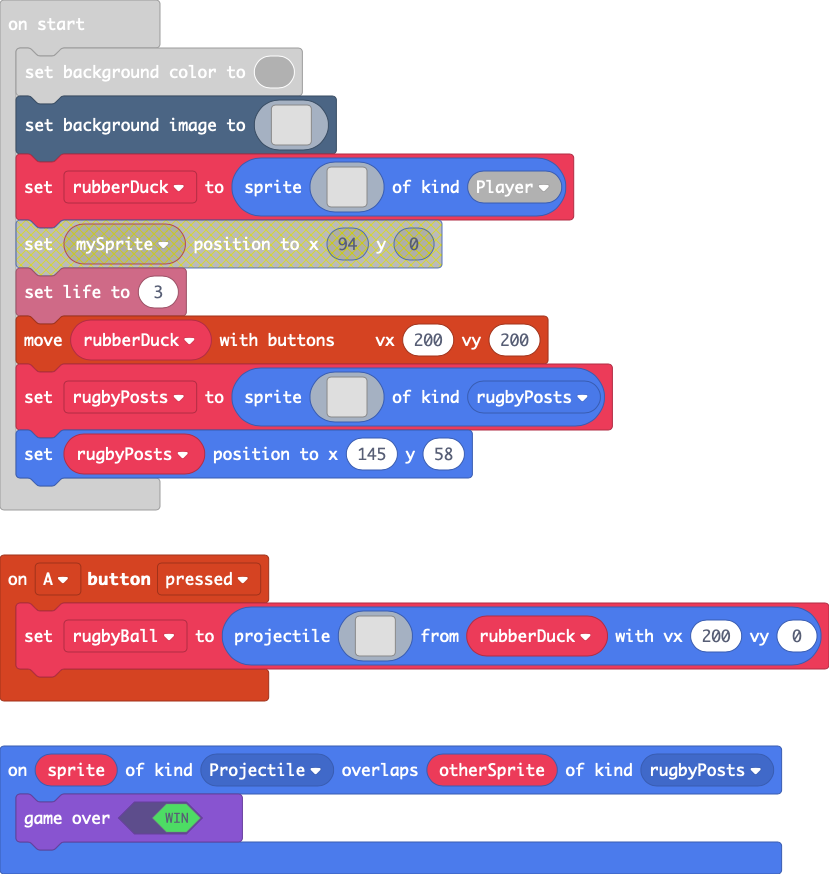 on start
set background color to
set background image to
set rubberDuck to sprite of kind Player
set mySprite position to x 94 y 0
set life to 3
move rubberDuck with buttons vx 200 vy 200
set rugbyPosts to sprite of kind rugbyPosts
set rugbyPosts position to x 145 y 58
on A button pressed
set rugbyBall to projectile from rubberDuck with vx 200 vy 0
on sprite of kind Projectile overlaps otherSprite of kind rugbyPosts
game over WIN